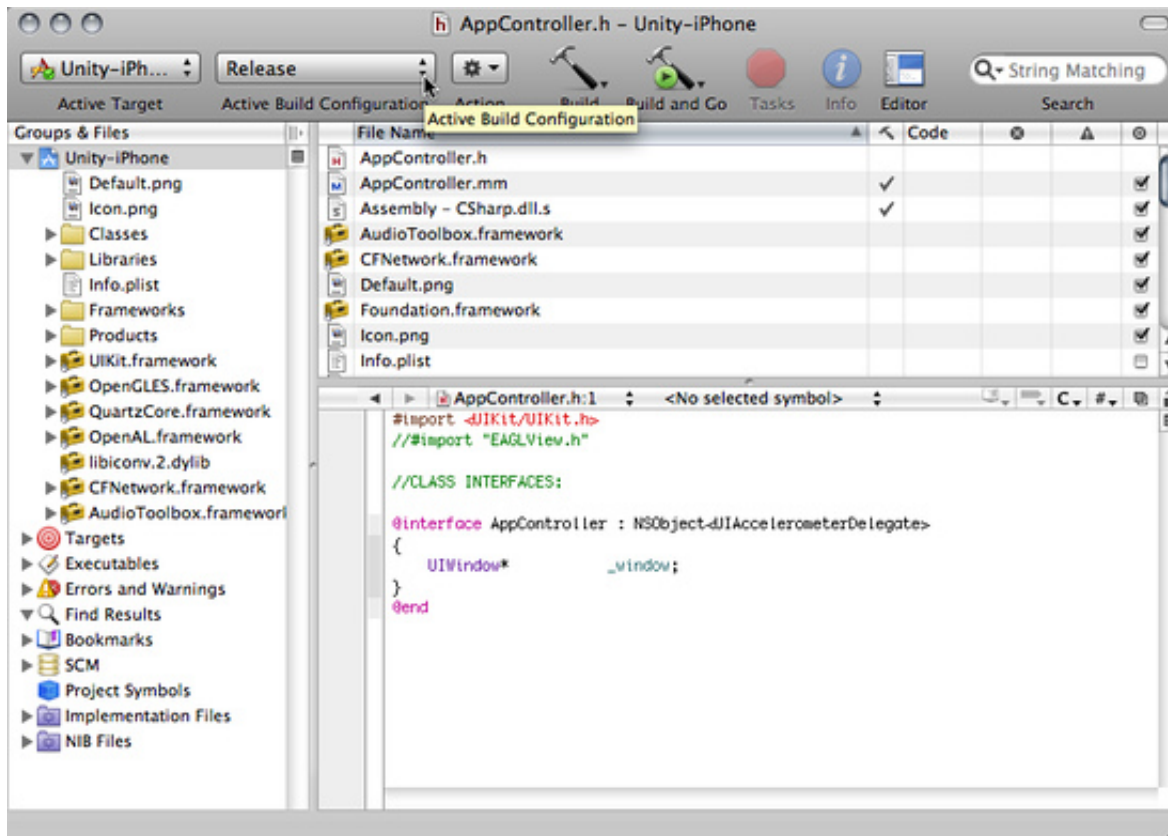 AppController.h – Unity-iPhone
Unity-iPh... Release String Matching
Active Target Active Build Configuration Action Build Build and Go Tasks Info Editor Search
Active Build Configuration
Groups & Files
Unity-iPhone
Default.png
Icon.png
Classes
Libraries
Info.plist
Frameworks
Products
UIKit.framework
OpenGLES.framework
QuartzCore.framework
OpenAL.framework
libiconv.2.dylib
CFNetwork.framework
AudioToolbox.framework
Targets
Executables
Errors and Warnings
Find Results
Bookmarks
SCM
Project Symbols
Implementation Files
NIB Files
File Name Code
AppController.h
AppController.mm
Assembly - CSharp.dll.s
AudioToolbox.framework
CFNetwork.framework
Default.png
Foundation.framework
Icon.png
Info.plist
AppController.h:1 <No selected symbol> C #
#import <UIKit/UIKit.h>
//#import "EAGLView.h"
//CLASS INTERFACES:
@interface AppController : NSObject<UIAccelerometerDelegate>
{
UIWindow* _window;
}
@end